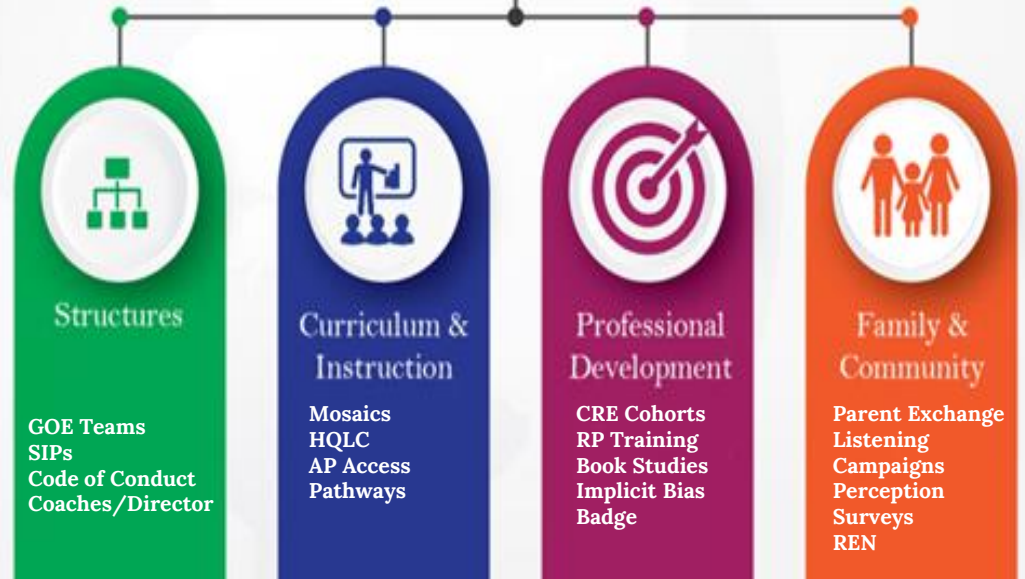 Structures
GOE Teams
SIPs
Code of Conduct
Coaches/Director
Curriculum &
Instruction
Mosaics
HQLC
AP Access
Pathways
Professional
Development
CRE Cohorts
RP Training
Book Studies
Implicit Bias
Badge
Family &
Community
Parent Exchange
Listening
Campaigns
Perception
Surveys
REN